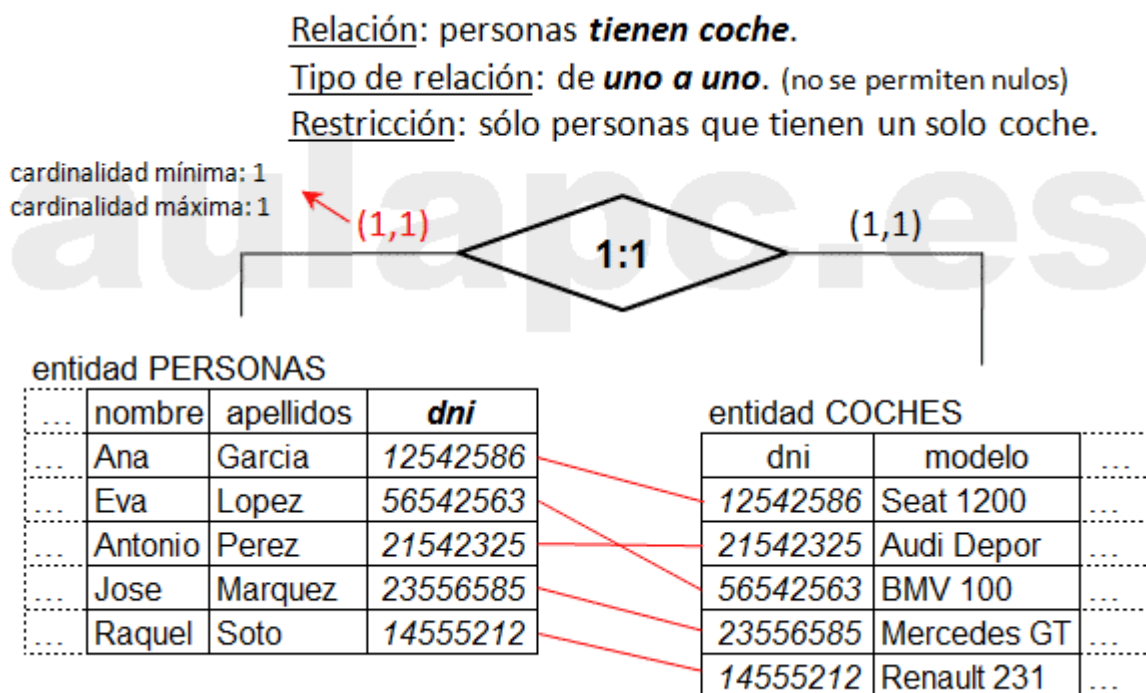 Relación: personas tienen coche.
Tipo de relación: de uno a uno. (no se permiten nulos)
Restricción: sólo personas que tienen un solo coche.
cardinalidad mínima: 1
cardinalidad máxima: 1
(1,1)
(1,1)
1:1
aulapc.es
entidad PERSONAS
... nombre apellidos dni
... Ana Garcia 12542586
... Eva Lopez 56542563
... Antonio Perez 21542325
... Jose Marquez 23556585
... Raquel Soto 14555212
entidad COCHES
dni modelo ...
12542586 Seat 1200 ...
21542325 Audi Depor ...
56542563 BMV 100 ...
23556585 Mercedes GT ...
14555212 Renault 231 ...